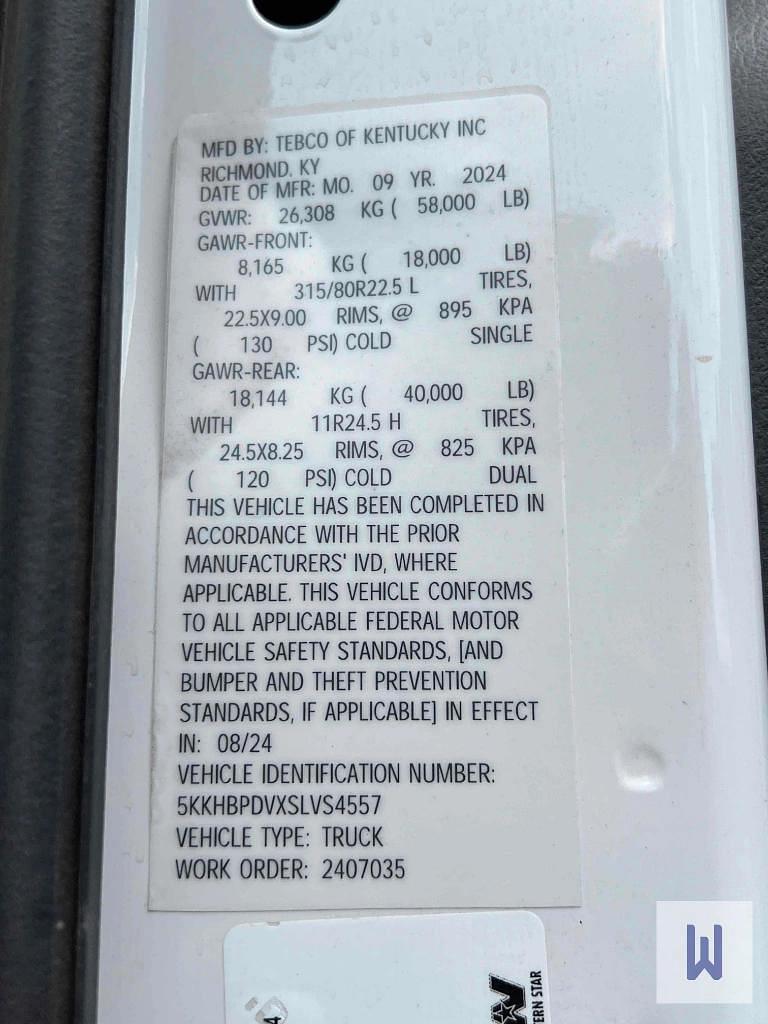 MFD BY: TEBCO OF KENTUCKY INC
RICHMOND, KY
DATE OF MFR: MO. 09 YR. 2024
GVWR: 26,308 KG ( 58,000 LB)
GAWR-FRONT:
8,165 KG ( 18,000 LB)
WITH 315/80R22.5 L TIRES,
22.5X9.00 RIMS, @ 895 KPA
( 130 PSI) COLD SINGLE
GAWR-REAR:
18,144 KG ( 40,000 LB)
WITH 11R24.5 H TIRES,
24.5X8.25 RIMS, @ 825 KPA
( 120 PSI) COLD DUAL
THIS VEHICLE HAS BEEN COMPLETED IN
ACCORDANCE WITH THE PRIOR
MANUFACTURERS' IVD, WHERE
APPLICABLE. THIS VEHICLE CONFORMS
TO ALL APPLICABLE FEDERAL MOTOR
VEHICLE SAFETY STANDARDS, [AND
BUMPER AND THEFT PREVENTION
STANDARDS, IF APPLICABLE] IN EFFECT
IN: 08/24
VEHICLE IDENTIFICATION NUMBER:
5KKHBPDVXSLVS4557
VEHICLE TYPE: TRUCK
WORK ORDER: 2407035
W
ERN STAR